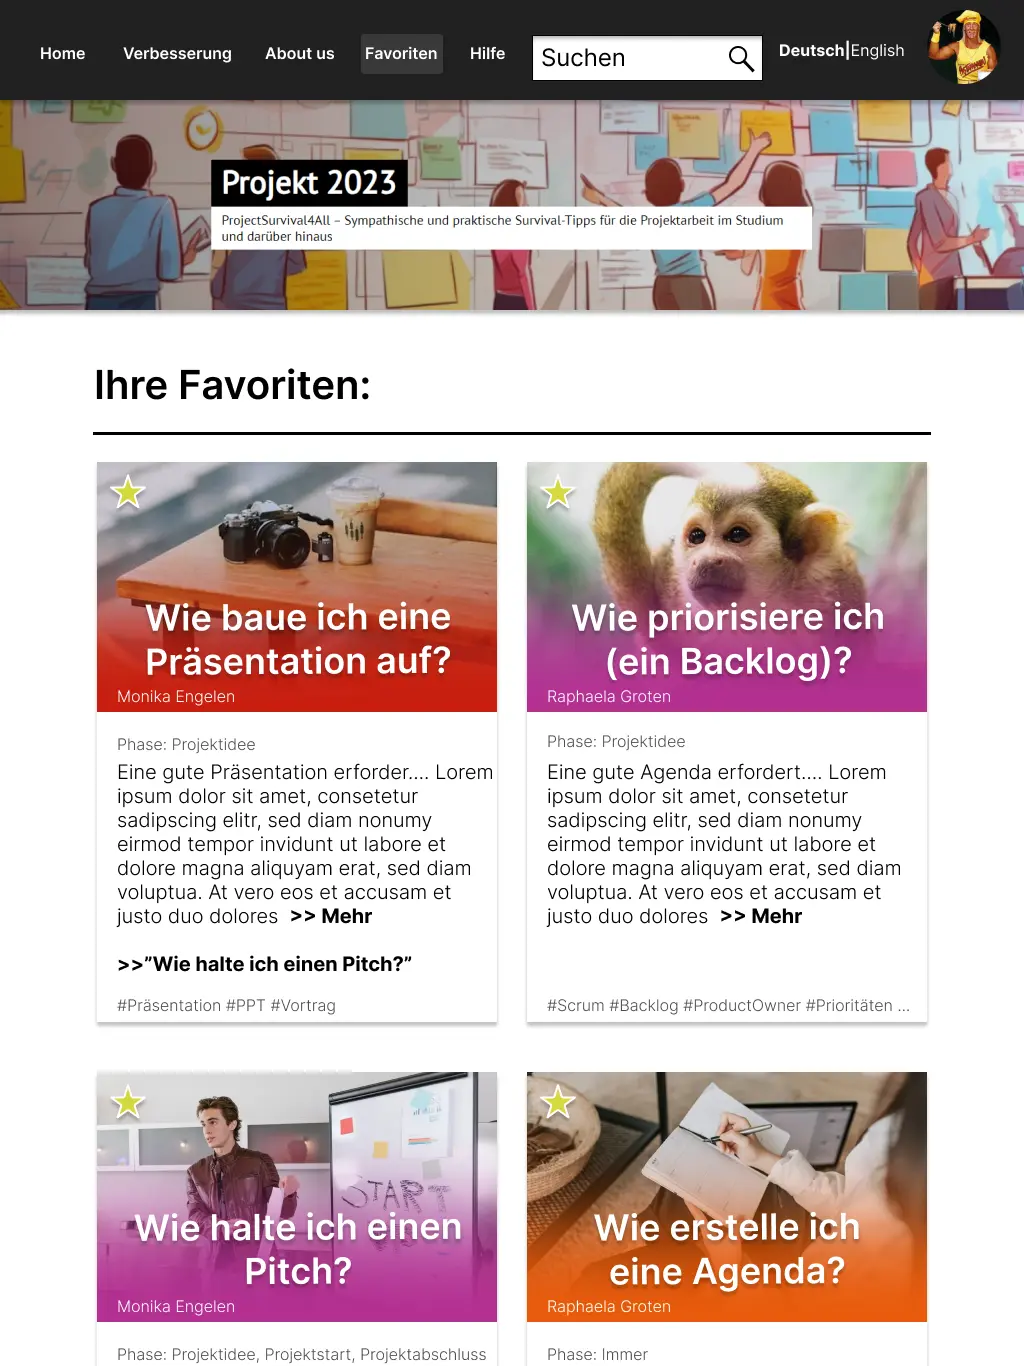 Home Verbesserung About us Favoriten Hilfe Suchen Deutsch|English
Projekt 2023
ProjectSurvival4All – Sympathische und praktische Survival-Tipps für die Projektarbeit im Studium
und darüber hinaus
Ihre Favoriten:
Wie baue ich eine
Präsentation auf?
Monika Engelen
Phase: Projektidee
Eine gute Präsentation erforder.... Lorem
ipsum dolor sit amet, consetetur
sadipscing elitr, sed diam nonumy
eirmod tempor invidunt ut labore et
dolore magna aliquyam erat, sed diam
voluptua. At vero eos et accusam et
justo duo dolores >> Mehr
>>”Wie halte ich einen Pitch?”
#Präsentation #PPT #Vortrag
Wie priorisiere ich
(ein Backlog)?
Raphaela Groten
Phase: Projektidee
Eine gute Agenda erfordert.... Lorem
ipsum dolor sit amet, consetetur
sadipscing elitr, sed diam nonumy
eirmod tempor invidunt ut labore et
dolore magna aliquyam erat, sed diam
voluptua. At vero eos et accusam et
justo duo dolores >> Mehr
#Scrum #Backlog #ProductOwner #Prioritäten ...
START
Wie halte ich einen
Pitch?
Monika Engelen
Phase: Projektidee, Projektstart, Projektabschluss
Wie erstelle ich
eine Agenda?
Raphaela Groten
Phase: Immer